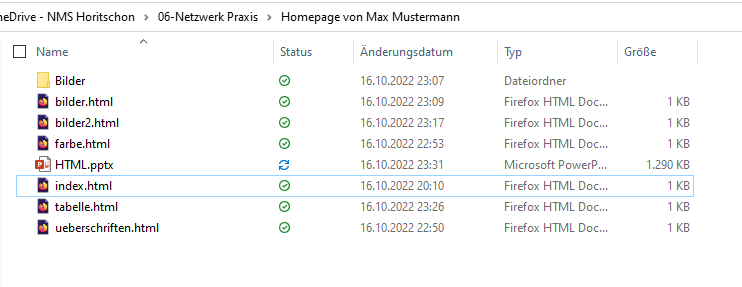 neDrive - NMS Horitschon > 06-Netzwerk Praxis > Homepage von Max Mustermann
Name Status Änderungsdatum Typ Größe
Bilder 16.10.2022 23:07 Dateiordner
bilder.html 16.10.2022 23:09 Firefox HTML Doc... 1 KB
bilder2.html 16.10.2022 23:17 Firefox HTML Doc... 1 KB
farbe.html 16.10.2022 22:53 Firefox HTML Doc... 1 KB
HTML.pptx 16.10.2022 23:31 Microsoft PowerP... 1.290 KB
index.html 16.10.2022 20:10 Firefox HTML Doc... 1 KB
tabelle.html 16.10.2022 23:26 Firefox HTML Doc... 1 KB
ueberschriften.html 16.10.2022 22:50 Firefox HTML Doc... 1 KB